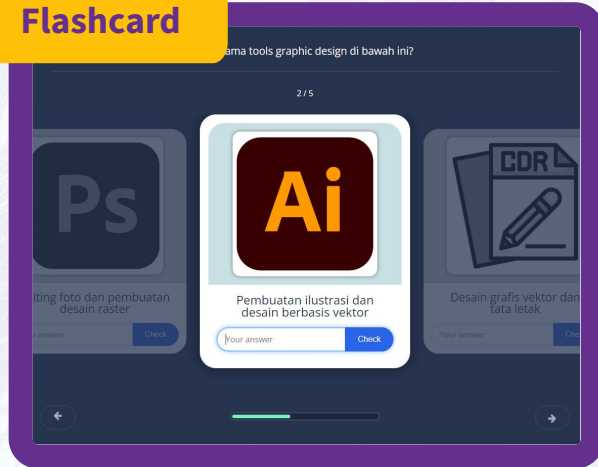 Flashcard
ama tools graphic design di bawah ini?
2 / 5
Ps
Ai
CDR
iting foto dan pembuatan
desain raster
Pembuatan ilustrasi dan
desain berbasis vektor
Desain grafis vektor dan
tata letak
r answer
Check
Your answer
Check
Your answer
Che